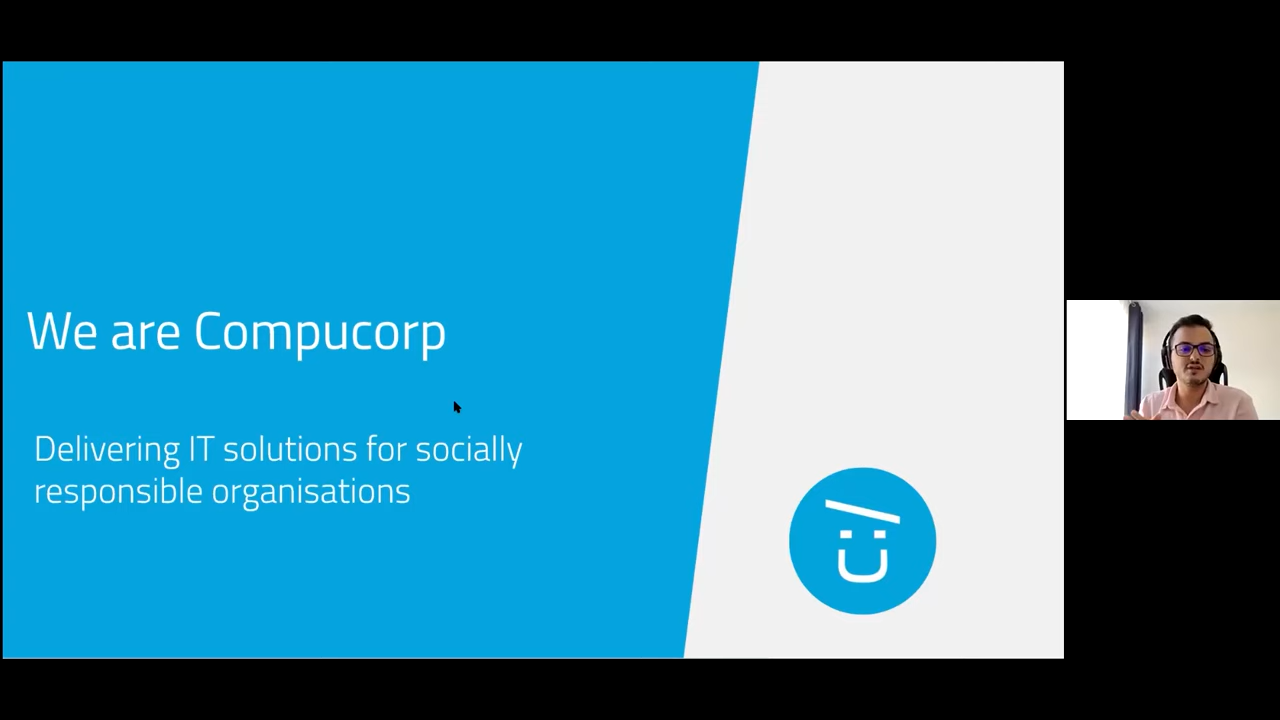 We are Compucorp
Delivering IT solutions for socially
responsible organisations